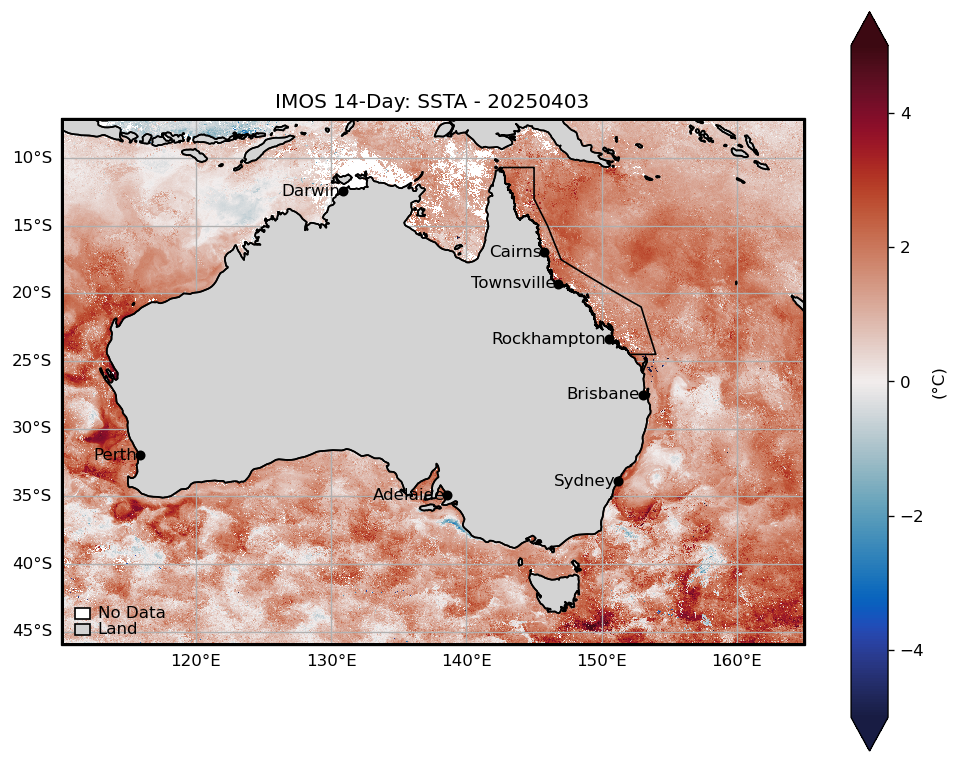 IMOS 14-Day: SSTA - 20250403
10°S
15°S
20°S
25°S
30°S
35°S
40°S
45°S
Darwin
Cairns
Townsville
Rockhampton
Brisbane
Perth
Sydney
Adelaide
No Data
Land
120°E
130°E
140°E
150°E
160°E
4
2
0
−2
−4
(°C)